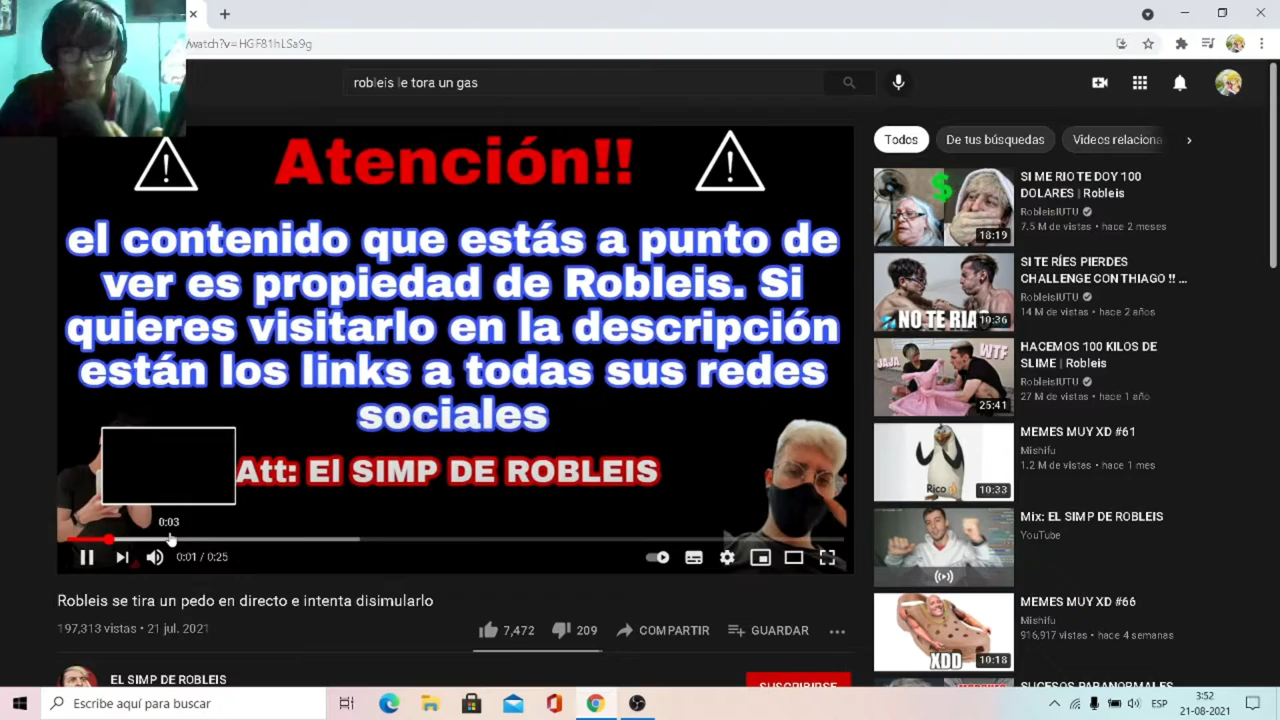 /watch?v=HGF81hLSa9g
robleis le tora un gas
Atención!!
el contenido que estás a punto de
ver es propiedad de Robleis. Si
quieres visitarlo en la descripción
están los links a todas sus redes
sociales
Att: El SIMP DE ROBLEIS
0:03
0:01 / 0:25
Robleis se tira un pedo en directo e intenta disimularlo
197,313 vistas • 21 jul. 2021
7,472
209
COMPARTIR
GUARDAR
EL SIMP DE ROBLEIS
SUSCRIBIRSE
Todos
De tus búsquedas
Videos relaciona
SI ME RIO TE DOY 100
DOLARES | Robleis
RobleisIUTU
7.5 M de vistas • hace 2 meses
18:19
SI TE RÍES PIERDES
CHALLENGE CON THIAGO !! ...
RobleisIUTU
14 M de vistas • hace 2 años
NO TE RIA
10:36
HACEMOS 100 KILOS DE
SLIME | Robleis
RobleisIUTU
27 M de vistas • hace 1 año
JAJA
WTF
25:41
MEMES MUY XD #61
Mishifu
1.2 M de vistas • hace 1 mes
Rico
10:33
Mix: EL SIMP DE ROBLEIS
YouTube
MEMES MUY XD #66
Mishifu
916,917 vistas • hace 4 semanas
XDD
10:18
SUCESOS PARANORMALES
Escribe aquí para buscar
ESP
3:52
21-08-2021